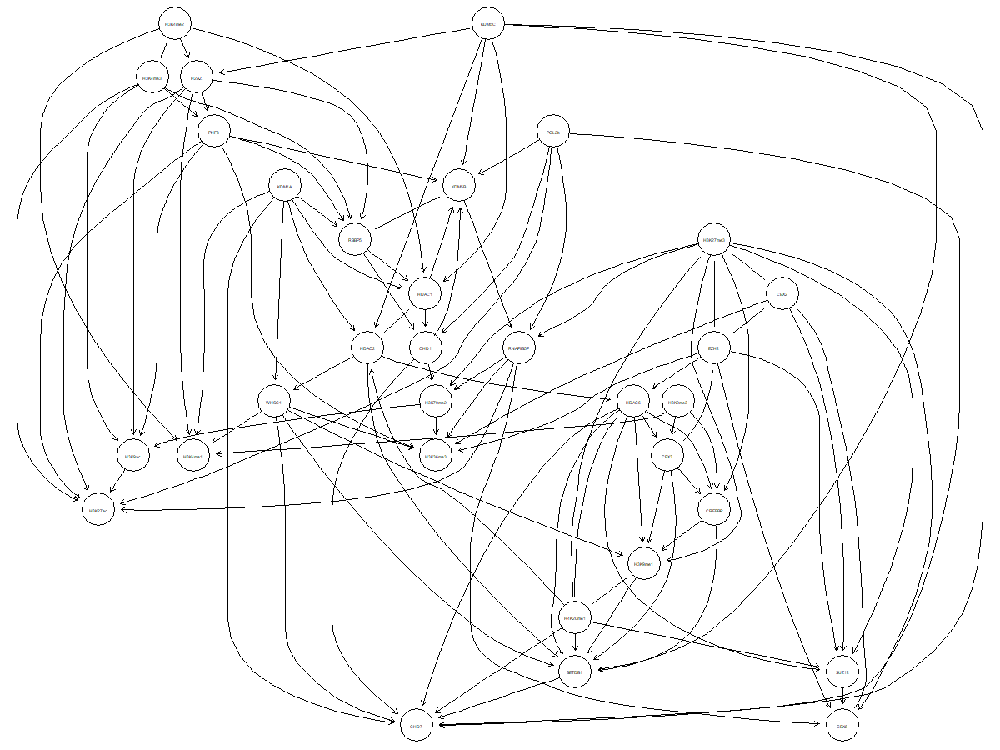 H3K4me2
KDM5C
H3K4me3
H2AZ
PHF8
POL2b
KDM1A
KDM5B
RBBP5
H3K27me3
HDAC1
CBX2
HDAC2
CHD1
RNAPIIS5P
EZH2
WHSC1
H3K79me2
HDAC6
H3K9me3
H3K9ac
H3K4me1
H3K36me3
CBX3
H3K27ac
CREBBP
H3K9me1
H4K20me1
SETDB1
SUZ12
CHD7
CBX8